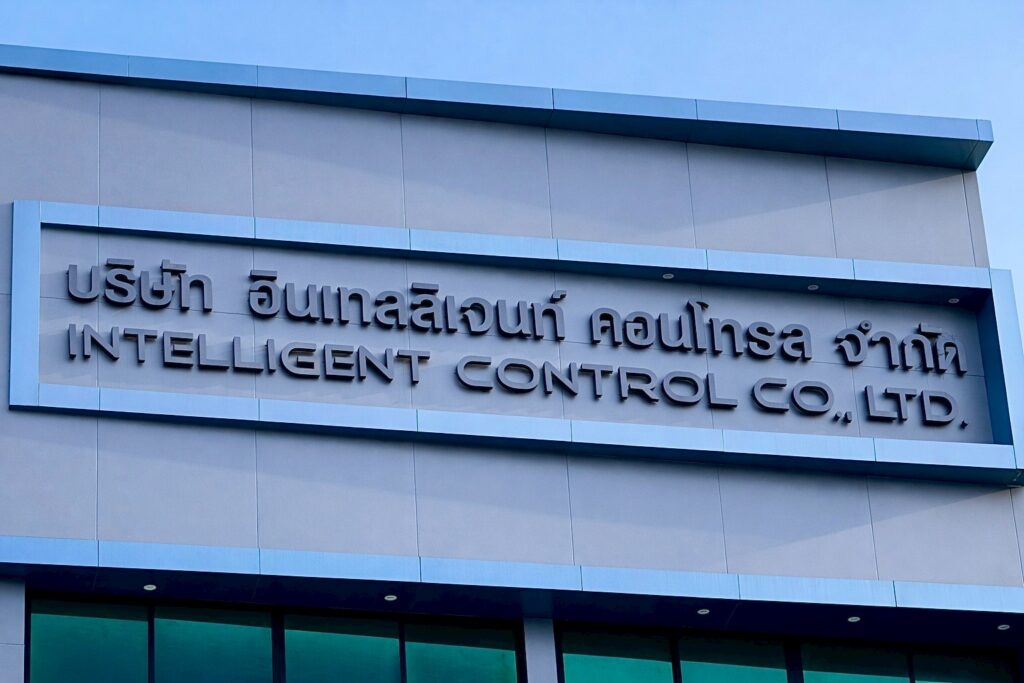 บริษัท อินเทลลิเจนท์ คอนโทรล จำกัด
INTELLIGENT CONTROL CO., LTD.